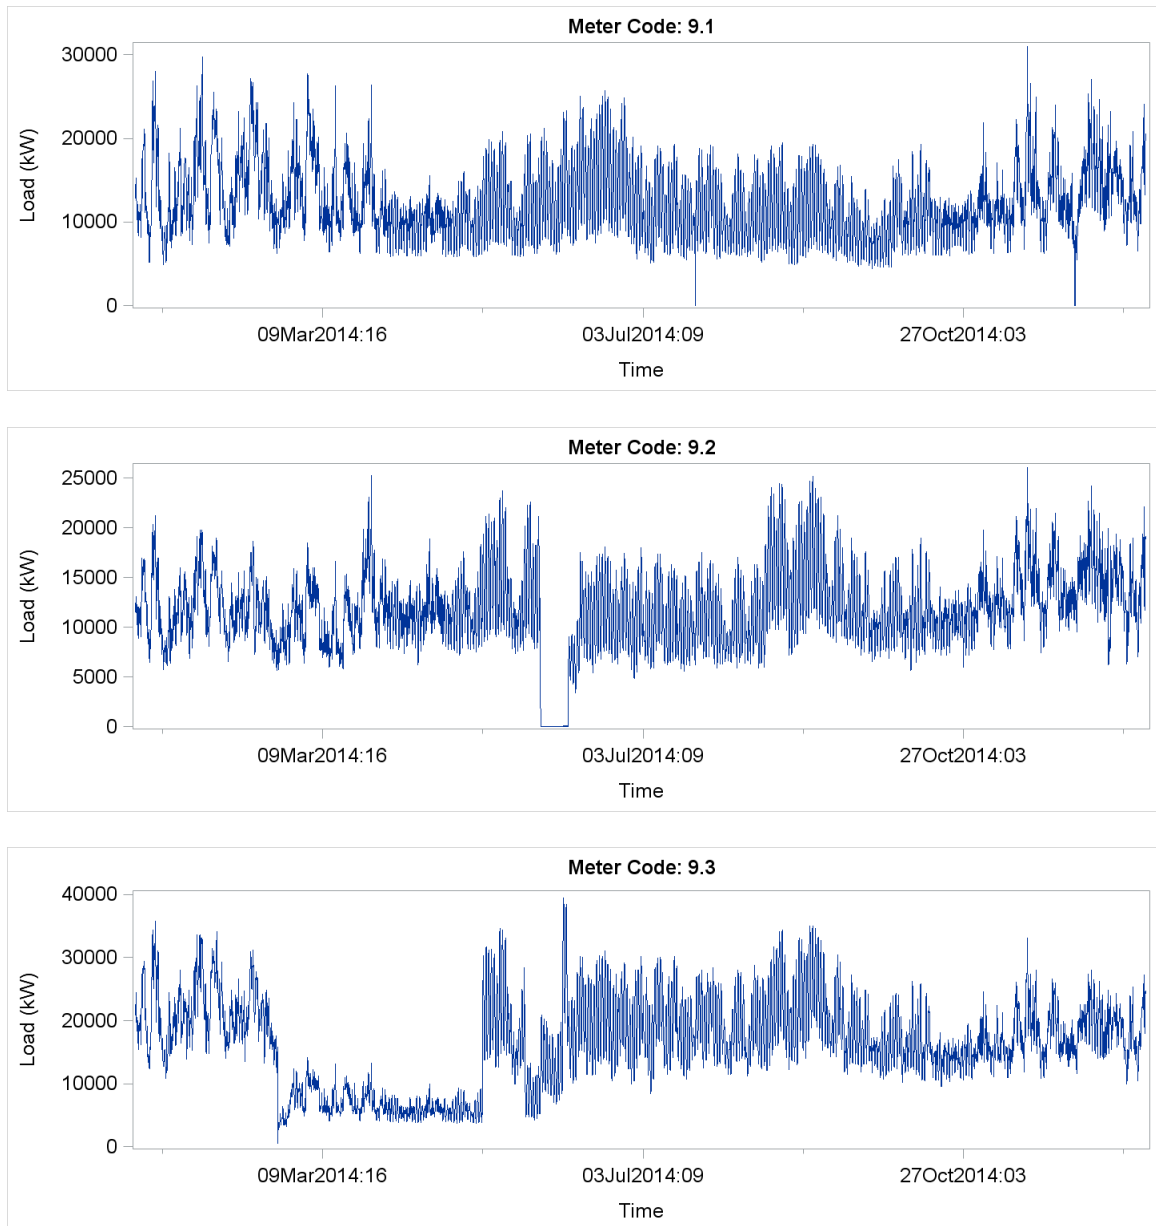 Meter Code: 9.1
30000
20000
10000
0
Load (kW)
09Mar2014:16 03Jul2014:09 27Oct2014:03
Time
Meter Code: 9.2
25000
20000
15000
10000
5000
0
Load (kW)
09Mar2014:16 03Jul2014:09 27Oct2014:03
Time
Meter Code: 9.3
40000
30000
20000
10000
0
Load (kW)
09Mar2014:16 03Jul2014:09 27Oct2014:03
Time